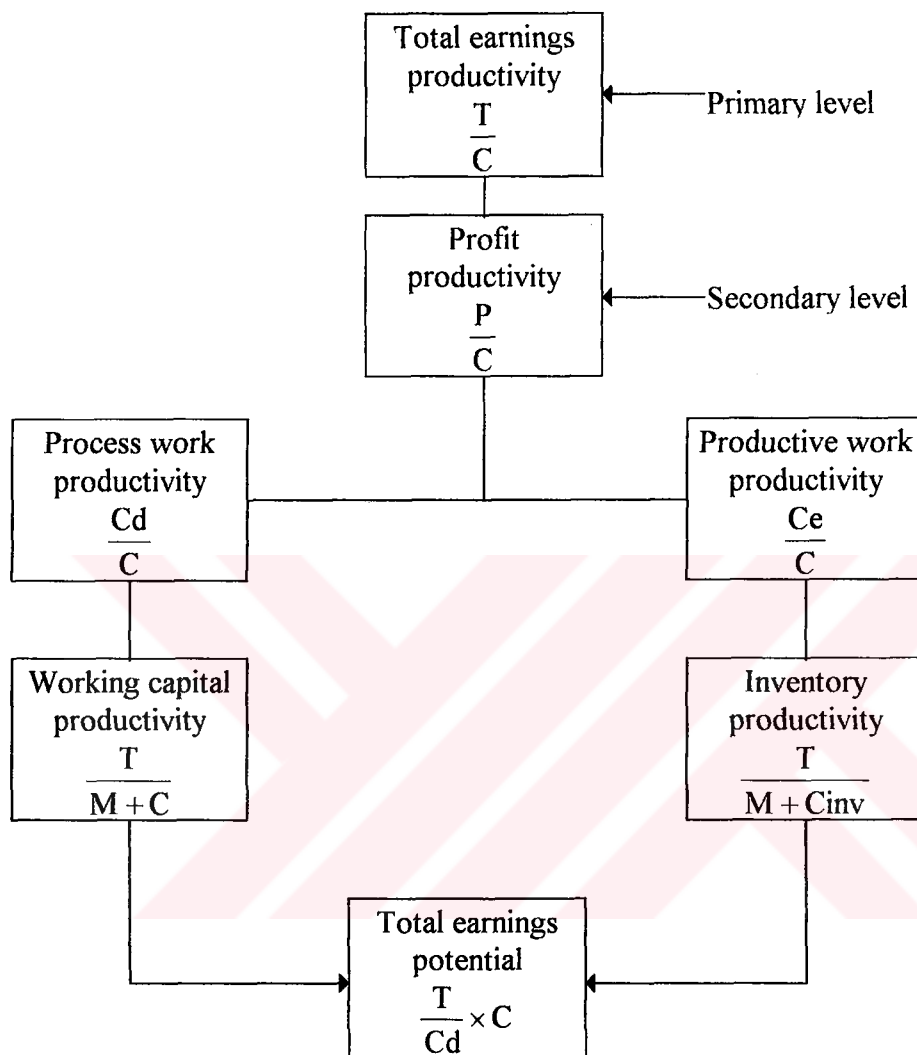 Total earnings
productivity
T
C
Primary level
Profit
productivity
P
C
Secondary level
Process work
productivity
Cd
C
Productive work
productivity
Ce
C
Working capital
productivity
T
M + C
Inventory
productivity
T
M + Cinv
Total earnings
potential
T
Cd
× C